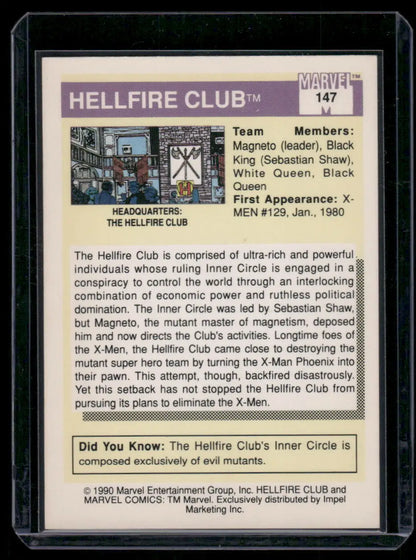 MARVEL™
HELLFIRE CLUB™
147
M
Team Members:
Magneto (leader), Black
King (Sebastian Shaw),
White Queen, Black
Queen
First Appearance: X-
MEN #129, Jan., 1980
H
HEADQUARTERS:
THE HELLFIRE CLUB
The Hellfire Club is comprised of ultra-rich and powerful
individuals whose ruling Inner Circle is engaged in a
conspiracy to control the world through an interlocking
combination of economic power and ruthless political
domination. The Inner Circle was led by Sebastian Shaw,
but Magneto, the mutant master of magnetism, deposed
him and now directs the Club's activities. Longtime foes of
the X-Men, the Hellfire Club came close to destroying the
mutant super hero team by turning the X-Man Phoenix into
their pawn. This attempt, though, backfired disastrously.
Yet this setback has not stopped the Hellfire Club from
pursuing its plans to eliminate the X-Men.
Did You Know: The Hellfire Club's Inner Circle is
composed exclusively of evil mutants.
© 1990 Marvel Entertainment Group, Inc. HELLFIRE CLUB and
MARVEL COMICS: TM Marvel. Exclusively distributed by Impel
Marketing Inc.